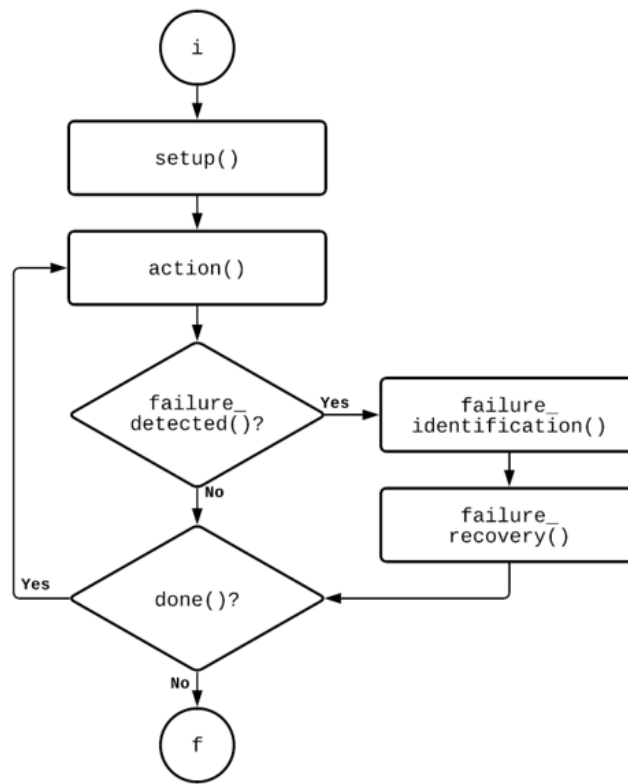 i
setup()
action()
failure_
detected()?
Yes
failure_
identification()
No
failure_
recovery()
Yes
done()?
No
f